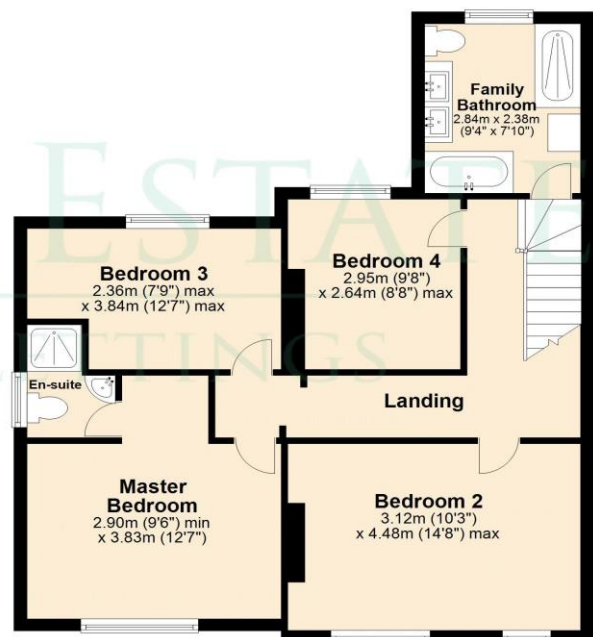 Family
Bathroom
2.84m x 2.38m
(9'4" x 7'10")
ESTATE
Bedroom 3
2.36m (7'9") max
x 3.84m (12'7") max
Bedroom 4
2.95m (9'8")
x 2.64m (8'8") max
ETTINGS
En-suite
Landing
Master
Bedroom
2.90m (9'6") min
x 3.83m (12'7")
Bedroom 2
3.12m (10'3")
x 4.48m (14'8") max